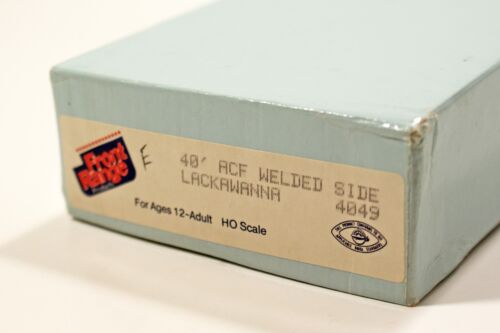 Front
Range
E
40' ACF WELDED SIDE
LACKAWANNA 4049
For Ages 12-Adult HO Scale